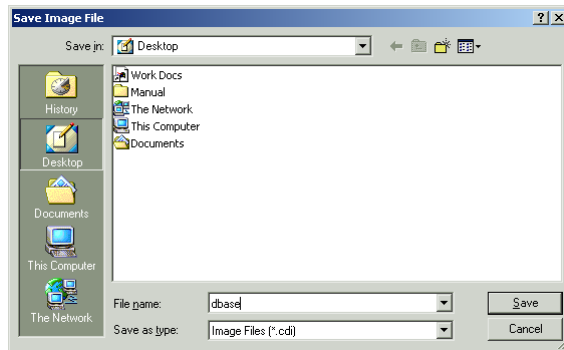 Save Image File
Save in: Desktop
History
Desktop
Documents
This Computer
The Network
Work Docs
Manual
The Network
This Computer
Documents
File name: dbase Save
Save as type: Image Files (*.cdi) Cancel